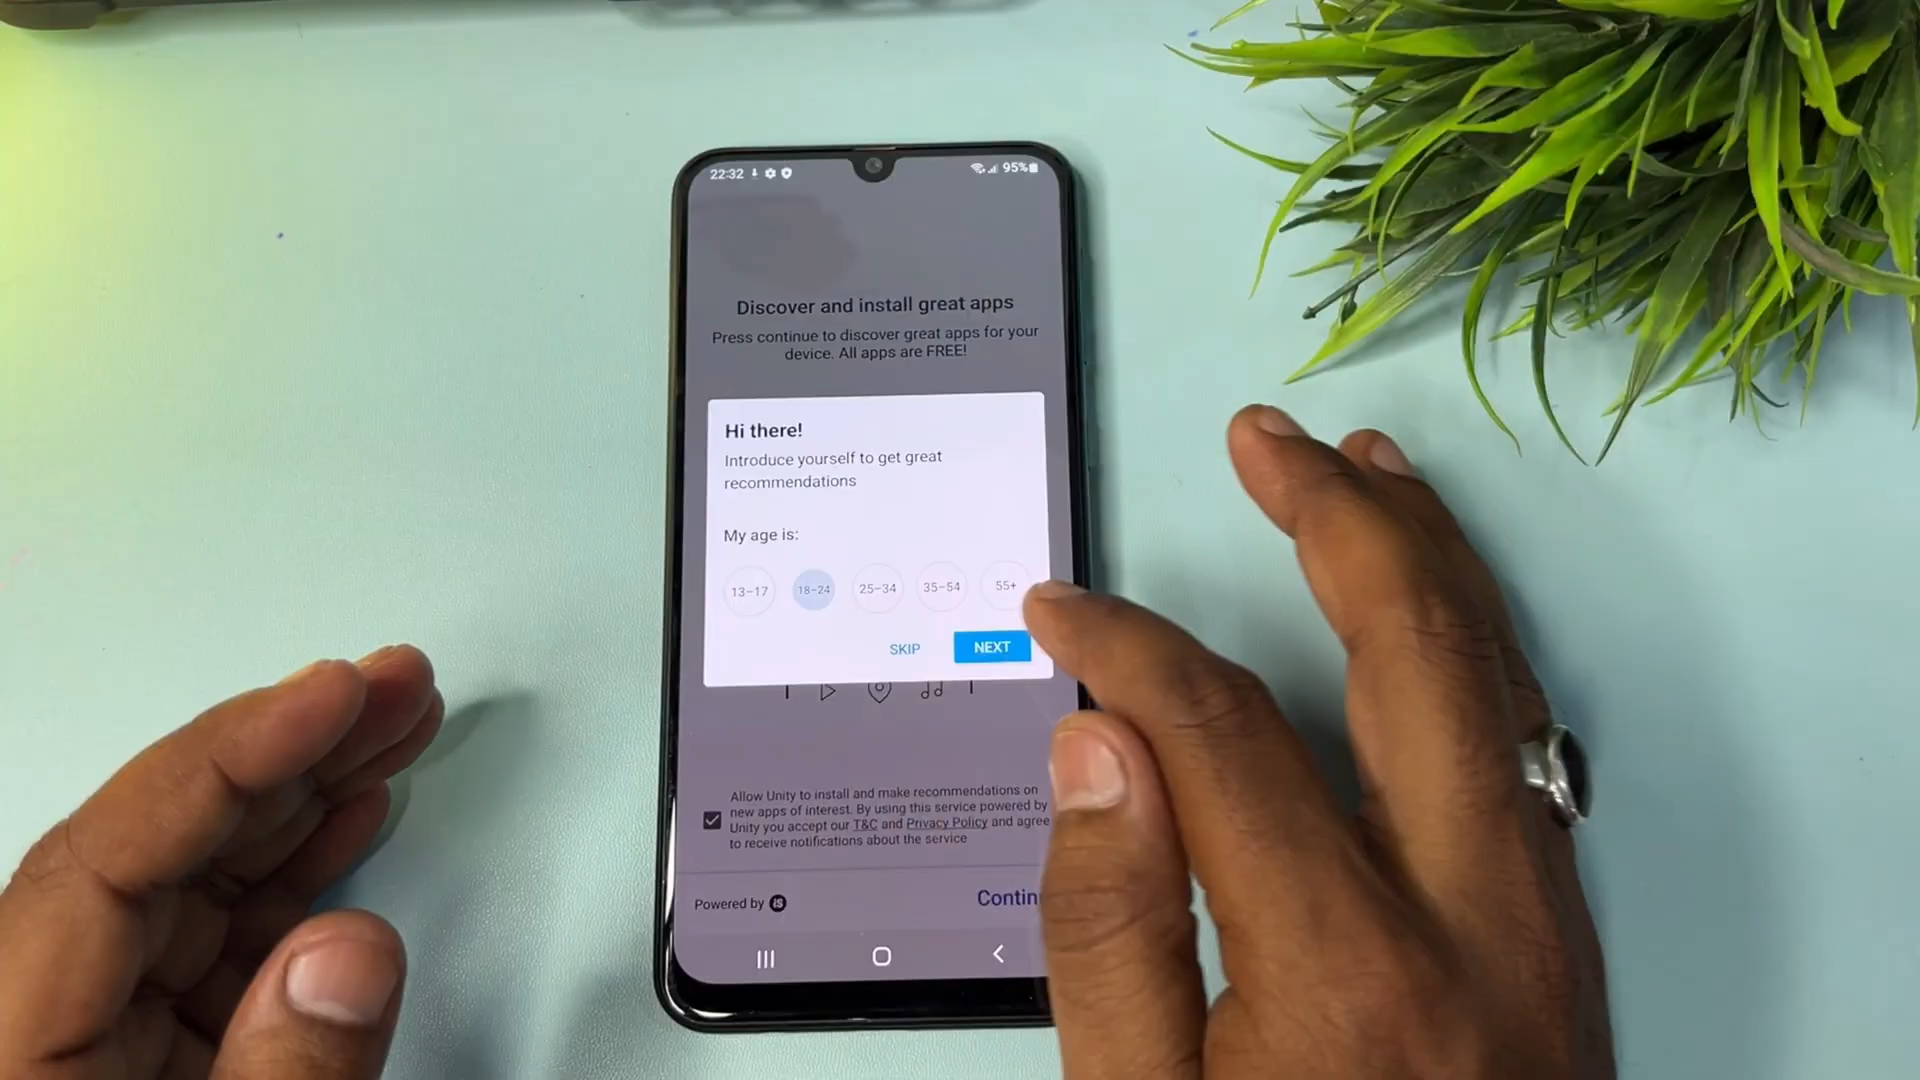 22:32
95%
Discover and install great apps
Press continue to discover great apps for your
device. All apps are FREE!
Hi there!
Introduce yourself to get great
recommendations
My age is:
13-17 18-24 25-34 35-54 55+
SKIP NEXT
Allow Unity to install and make recommendations on
new apps of interest. By using this service powered by
Unity you accept our T&C and Privacy Policy and agree
to receive notifications about the service
Powered by iS
Contin